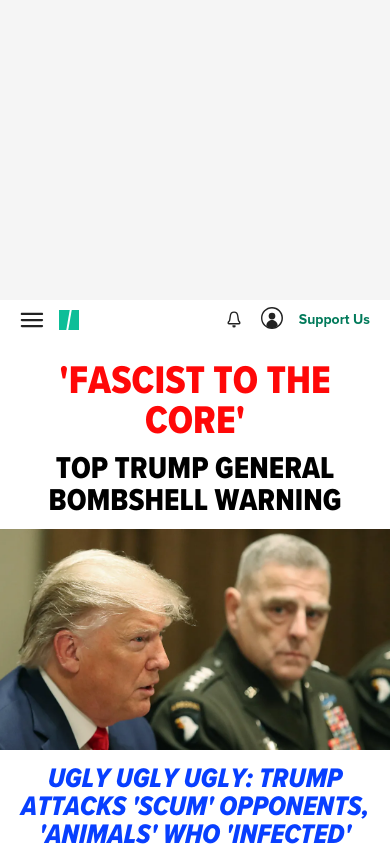 Support Us
'FASCIST TO THE
CORE'
TOP TRUMP GENERAL
BOMBSHELL WARNING
UGLY UGLY UGLY: TRUMP
ATTACKS 'SCUM' OPPONENTS,
'ANIMALS' WHO 'INFECTED'